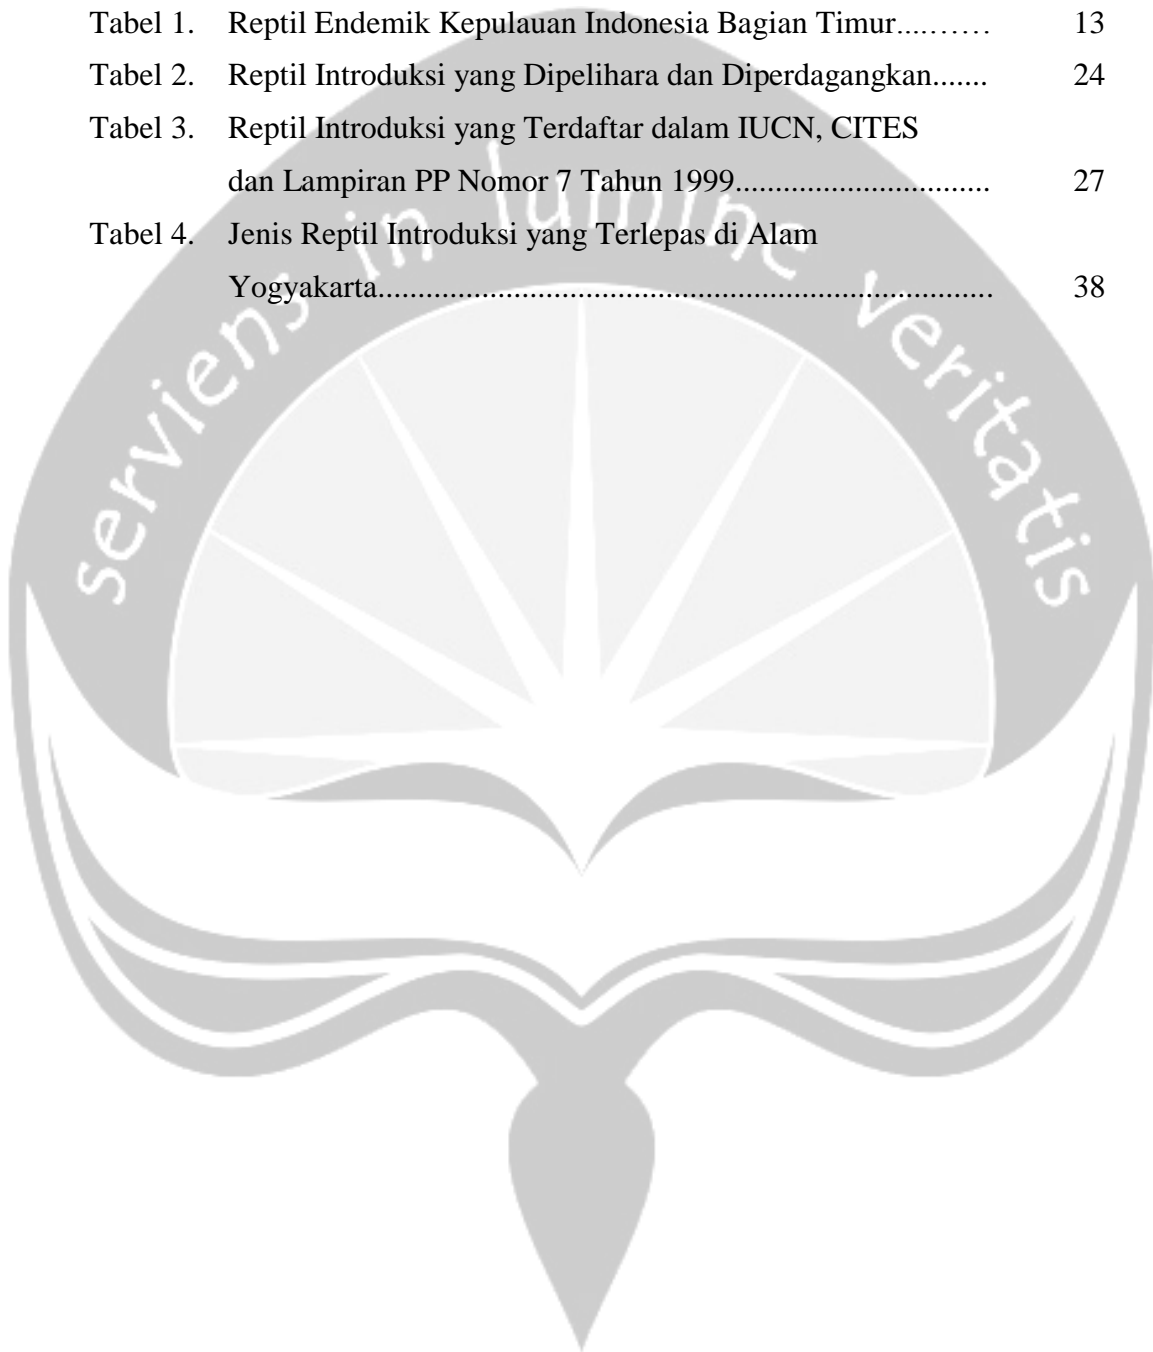 Tabel 1. Reptil Endemik Kepulauan Indonesia Bagian Timur....…… 13
Tabel 2. Reptil Introduksi yang Dipelihara dan Diperdagangkan....... 24
Tabel 3. Reptil Introduksi yang Terdaftar dalam IUCN, CITES
dan Lampiran PP Nomor 7 Tahun 1999................................ 27
Tabel 4. Jenis Reptil Introduksi yang Terlepas di Alam
Yogyakarta............................................................................. 38
serviens in lumine veritatis